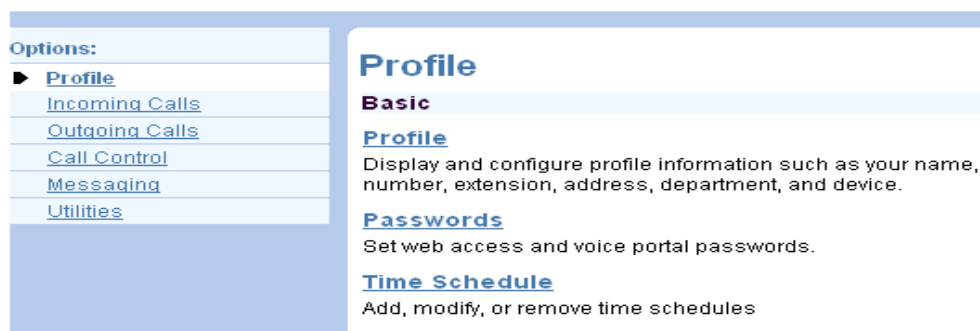 Options:
Profile
Incoming Calls
Outgoing Calls
Call Control
Messaging
Utilities
Profile
Basic
Profile
Display and configure profile information such as your name,
number, extension, address, department, and device.
Passwords
Set web access and voice portal passwords.
Time Schedule
Add, modify, or remove time schedules